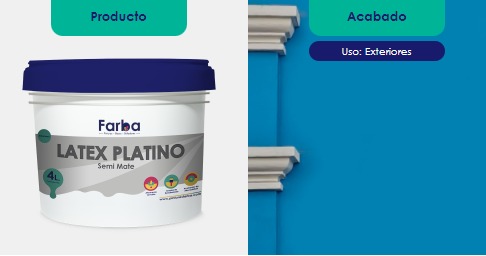 Producto
Acabado
Uso: Exteriores
Farba
LATEX PLATINO
Semi Mate
4L